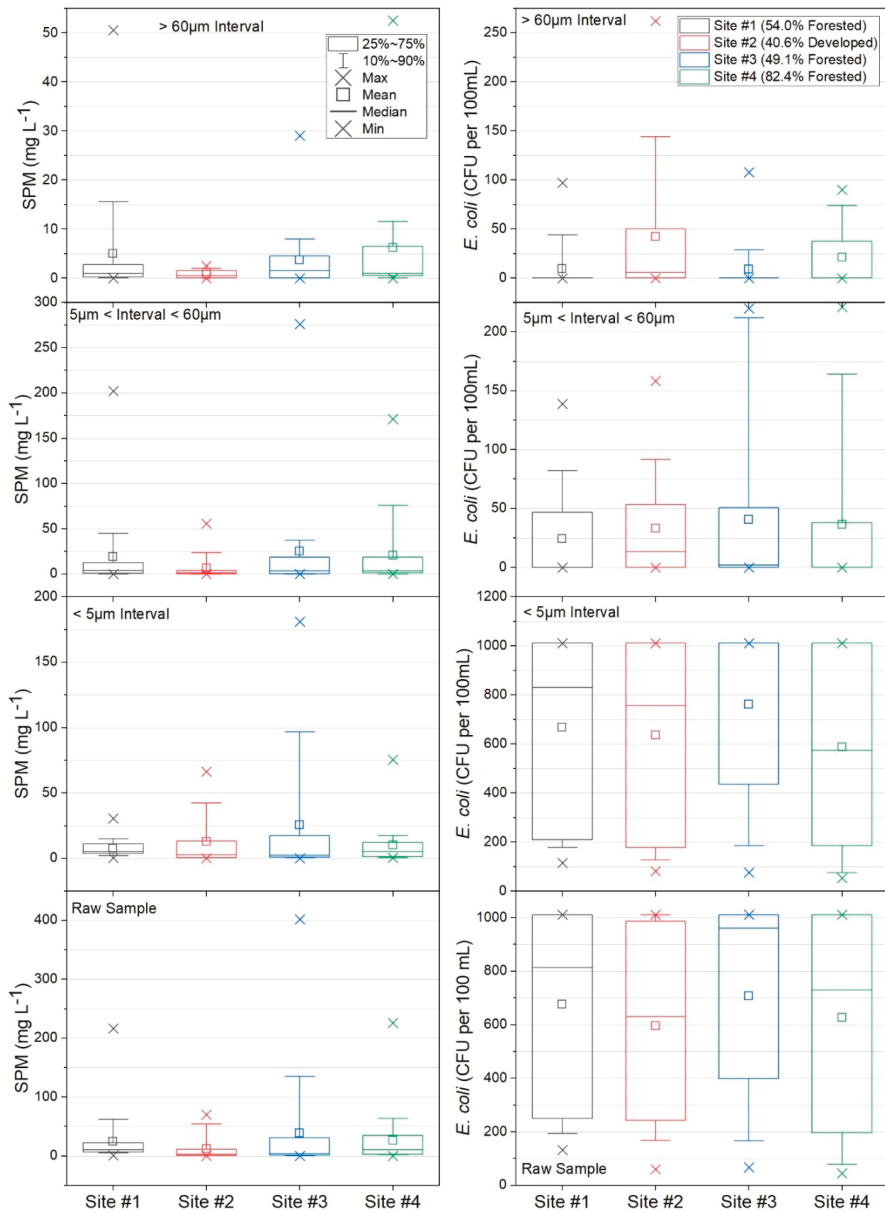 > 60µm Interval
25%~75%
10%~90%
Max
Mean
Median
Min
SPM (mg L-1)
50
40
30
20
10
0
> 60µm Interval
Site #1 (54.0% Forested)
Site #2 (40.6% Developed)
Site #3 (49.1% Forested)
Site #4 (82.4% Forested)
E. coli (CFU per 100mL)
250
200
150
100
50
0
5µm < Interval < 60µm
SPM (mg L-1)
300
250
200
150
100
50
0
5µm < Interval < 60µm
E. coli (CFU per 100mL)
200
150
100
50
0
< 5µm Interval
SPM (mg L-1)
200
150
100
50
0
< 5µm Interval
E. coli (CFU per 100mL)
1200
1000
800
600
400
200
0
Raw Sample
SPM (mg L-1)
400
300
200
100
0
Site #1 Site #2 Site #3 Site #4
E. coli (CFU per 100 mL)
1000
800
600
400
200
0
Raw Sample
Site #1 Site #2 Site #3 Site #4